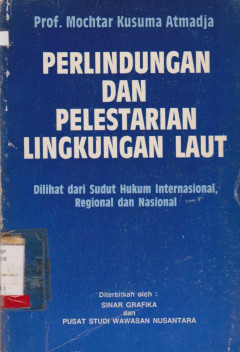 Prof. Mochtar Kusuma Atmadja
PERLINDUNGAN
DAN
PELESTARIAN
LINGKUNGAN LAUT
Dilihat dari Sudut Hukum Internasional,
Regional dan Nasional
Diterbitkan oleh :
SINAR GRAFIKA
dan
PUSAT STUDI WAWASAN NUSANTARA